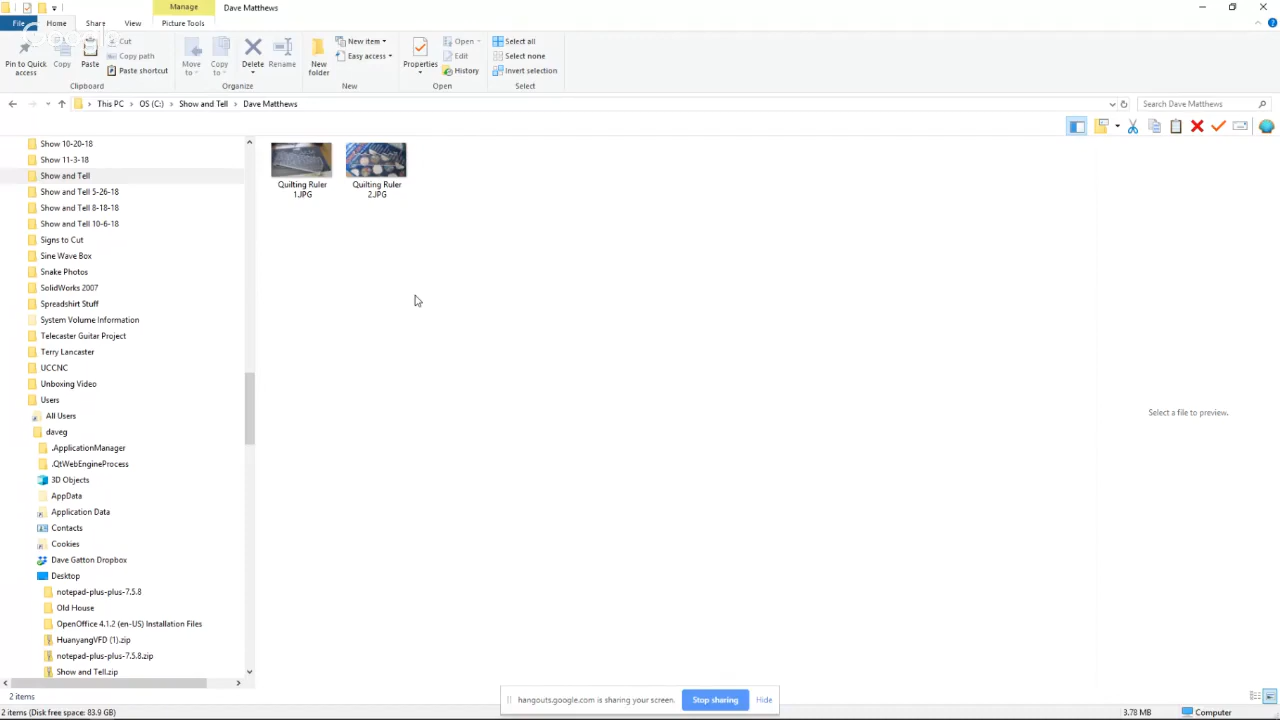 Manage
Dave Matthews
File
Home
Share
View
Picture Tools
Pin to Quick
access
Copy
Paste
Cut
Copy path
Paste shortcut
Clipboard
Move
to
Copy
to
Delete
Rename
Organize
New
folder
New item
Easy access
New
Properties
Open
Edit
History
Open
Select all
Select none
Invert selection
Select
This PC
OS (C:)
Show and Tell
Dave Matthews
Search Dave Matthews
Show 10-20-18
Show 11-3-18
Show and Tell
Show and Tell 5-26-18
Show and Tell 8-18-18
Show and Tell 10-6-18
Signs to Cut
Sine Wave Box
Snake Photos
SolidWorks 2007
Spreadshirt Stuff
System Volume Information
Telecaster Guitar Project
Terry Lancaster
UCCNC
Unboxing Video
Users
All Users
daveg
.ApplicationManager
.QtWebEngineProcess
3D Objects
AppData
Application Data
Contacts
Cookies
Dave Gatton Dropbox
Desktop
notepad-plus-plus-7.5.8
Old House
OpenOffice 4.1.2 (en-US) Installation Files
HuanyangVFD (1).zip
notepad-plus-plus-7.5.8.zip
Show and Tell.zip
Quilting Ruler
1.JPG
Quilting Ruler
2.JPG
Select a file to preview.
2 items
hangouts.google.com is sharing your screen.
Stop sharing
Hide
2 items (Disk free space: 83.9 GB)
3.78 MB
Computer